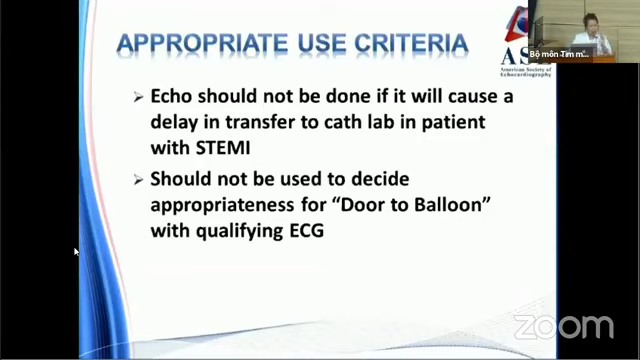 APPROPRIATE USE CRITERIA
American Society of
Echocardiography
Bộ môn Tim m...
➢ Echo should not be done if it will cause a
delay in transfer to cath lab in patient
with STEMI
➢ Should not be used to decide
appropriateness for “Door to Balloon”
with qualifying ECG
zoom